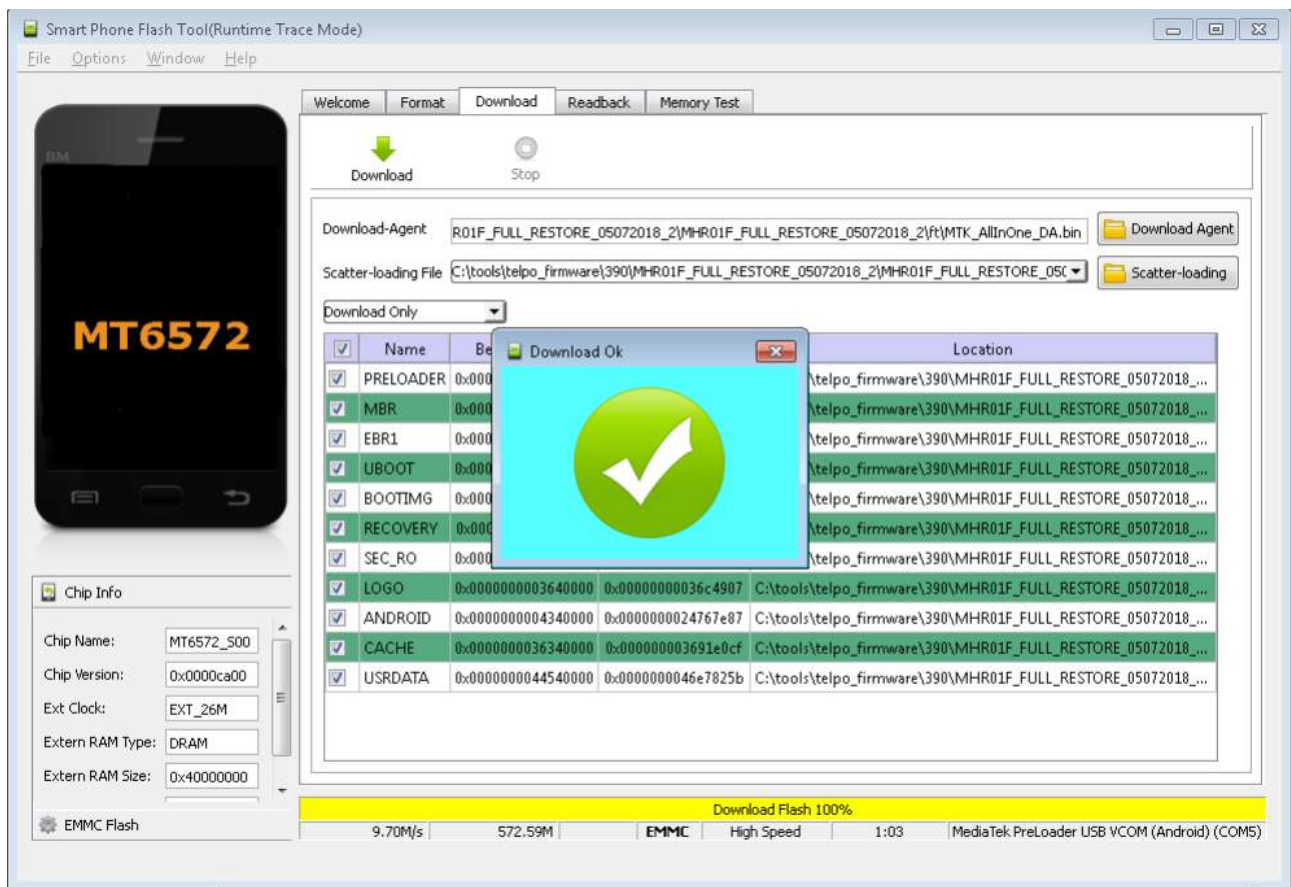 Smart Phone Flash Tool(Runtime Trace Mode)
File Options Window Help
Welcome Format Download Readback Memory Test
BM
Download Stop
Download-Agent R01F_FULL_RESTORE_05072018_2\MHR01F_FULL_RESTORE_05072018_2\ft\MTK_AllInOne_DA.bin Download Agent
Scatter-loading File C:\tools\telpo_firmware\390\MHR01F_FULL_RESTORE_05072018_2\MHR01F_FULL_RESTORE_05( Scatter-loading
Download Only
MT6572
Name Be Location
Download Ok
PRELOADER 0x000 \telpo_firmware\390\MHR01F_FULL_RESTORE_05072018_...
MBR 0x000 \telpo_firmware\390\MHR01F_FULL_RESTORE_05072018_...
EBR1 0x000 \telpo_firmware\390\MHR01F_FULL_RESTORE_05072018_...
UBOOT 0x000 \telpo_firmware\390\MHR01F_FULL_RESTORE_05072018_...
BOOTIMG 0x000 \telpo_firmware\390\MHR01F_FULL_RESTORE_05072018_...
RECOVERY 0x000 \telpo_firmware\390\MHR01F_FULL_RESTORE_05072018_...
SEC_RO 0x000 \telpo_firmware\390\MHR01F_FULL_RESTORE_05072018_...
LOGO 0x0000000003640000 0x00000000036c4907 C:\tools\telpo_firmware\390\MHR01F_FULL_RESTORE_05072018_...
ANDROID 0x0000000004340000 0x0000000024767e87 C:\tools\telpo_firmware\390\MHR01F_FULL_RESTORE_05072018_...
CACHE 0x0000000036340000 0x000000003691e0cf C:\tools\telpo_firmware\390\MHR01F_FULL_RESTORE_05072018_...
USRDATA 0x0000000044540000 0x0000000046e7825b C:\tools\telpo_firmware\390\MHR01F_FULL_RESTORE_05072018_...
Chip Info
Chip Name: MT6572_S00
Chip Version: 0x0000ca00
Ext Clock: EXT_26M
Extern RAM Type: DRAM
Extern RAM Size: 0x40000000
EMMC Flash
Download Flash 100%
9.70M/s 572.59M EMMC High Speed 1:03 MediaTek PreLoader USB VCOM (Android) (COM5)